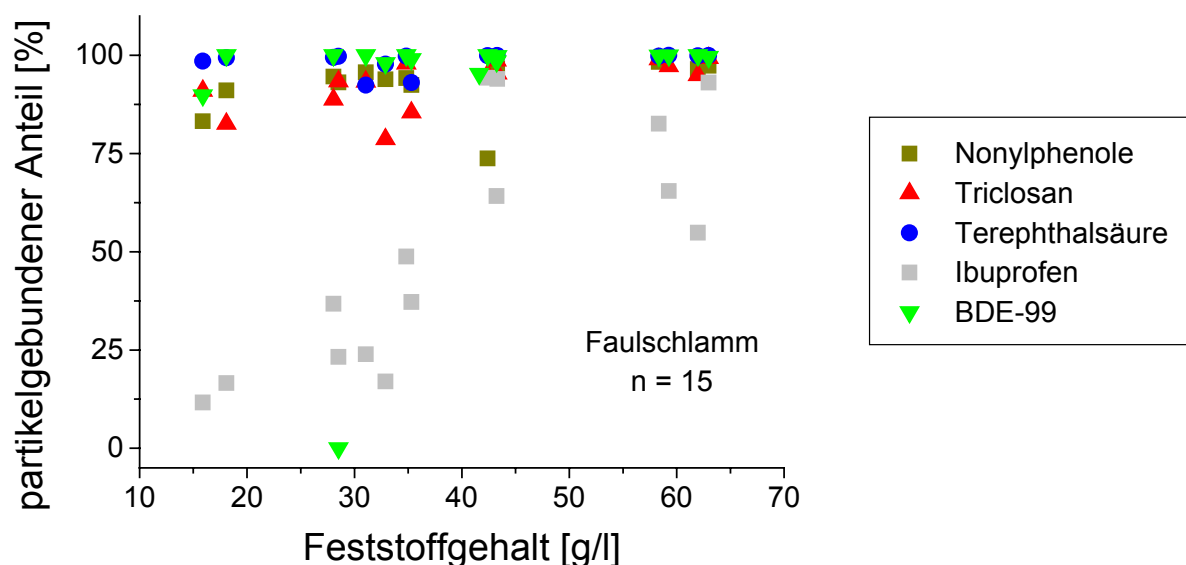 partikelgebundener Anteil [%]
100
75
50
25
0
10 20 30 40 50 60 70
Feststoffgehalt [g/l]
Faulschlamm
n = 15
Nonylphenole
Triclosan
Terephthalsäure
Ibuprofen
BDE-99